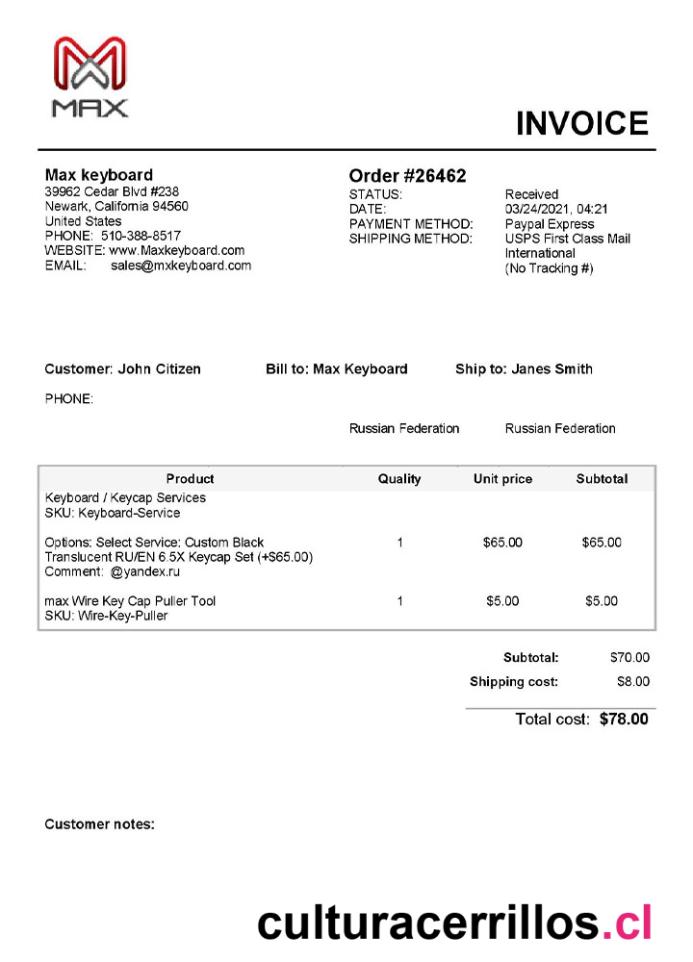 MAX
INVOICE
Max keyboard
39962 Cedar Blvd #238
Newark, California 94560
United States
PHONE: 510-388-8517
WEBSITE: www.Maxkeyboard.com
EMAIL: sales@mxkeyboard.com
Order #26462
STATUS: Received
DATE: 03/24/2021, 04:21
PAYMENT METHOD: Paypal Express
SHIPPING METHOD: USPS First Class Mail
International
(No Tracking #)
Customer: John Citizen Bill to: Max Keyboard Ship to: Janes Smith
PHONE:
Russian Federation Russian Federation
Product Quality Unit price Subtotal
Keyboard / Keycap Services
SKU: Keyboard-Service
Options: Select Service: Custom Black 1 $65.00 $65.00
Translucent RU/EN 6.5X Keycap Set (+$65.00)
Comment: @yandex.ru
max Wire Key Cap Puller Tool 1 $5.00 $5.00
SKU: Wire-Key-Puller
Subtotal: $70.00
Shipping cost: $8.00
Total cost: $78.00
Customer notes:
culturacerrillos.cl